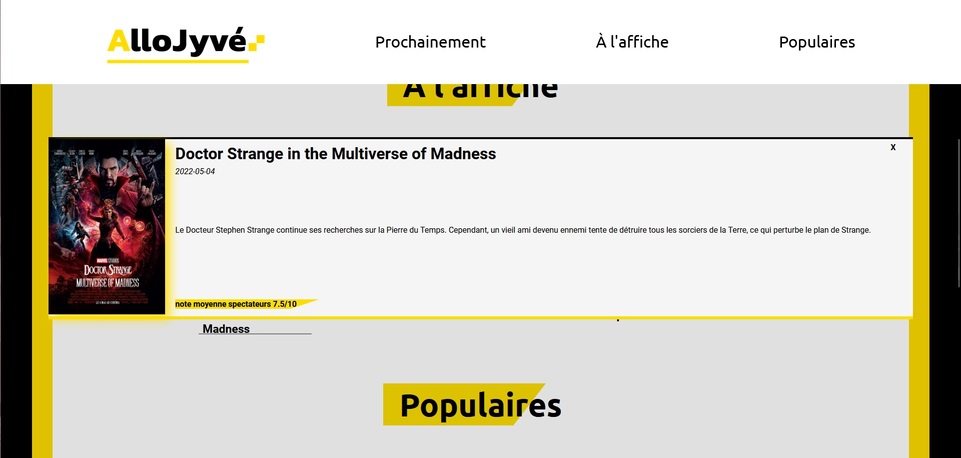 AlloJyvé
Prochainement
À l'affiche
Populaires
À l'affiche
Doctor Strange in the Multiverse of Madness
X
2022-05-04
Le Docteur Stephen Strange continue ses recherches sur la Pierre du Temps. Cependant, un vieil ami devenu ennemi tente de détruire tous les sorciers de la Terre, ce qui perturbe le plan de Strange.
MARVEL STUDIOS
DOCTOR STRANGE
MULTIVERSE OF MADNESS
note moyenne spectateurs 7.5/10
Madness
Populaires